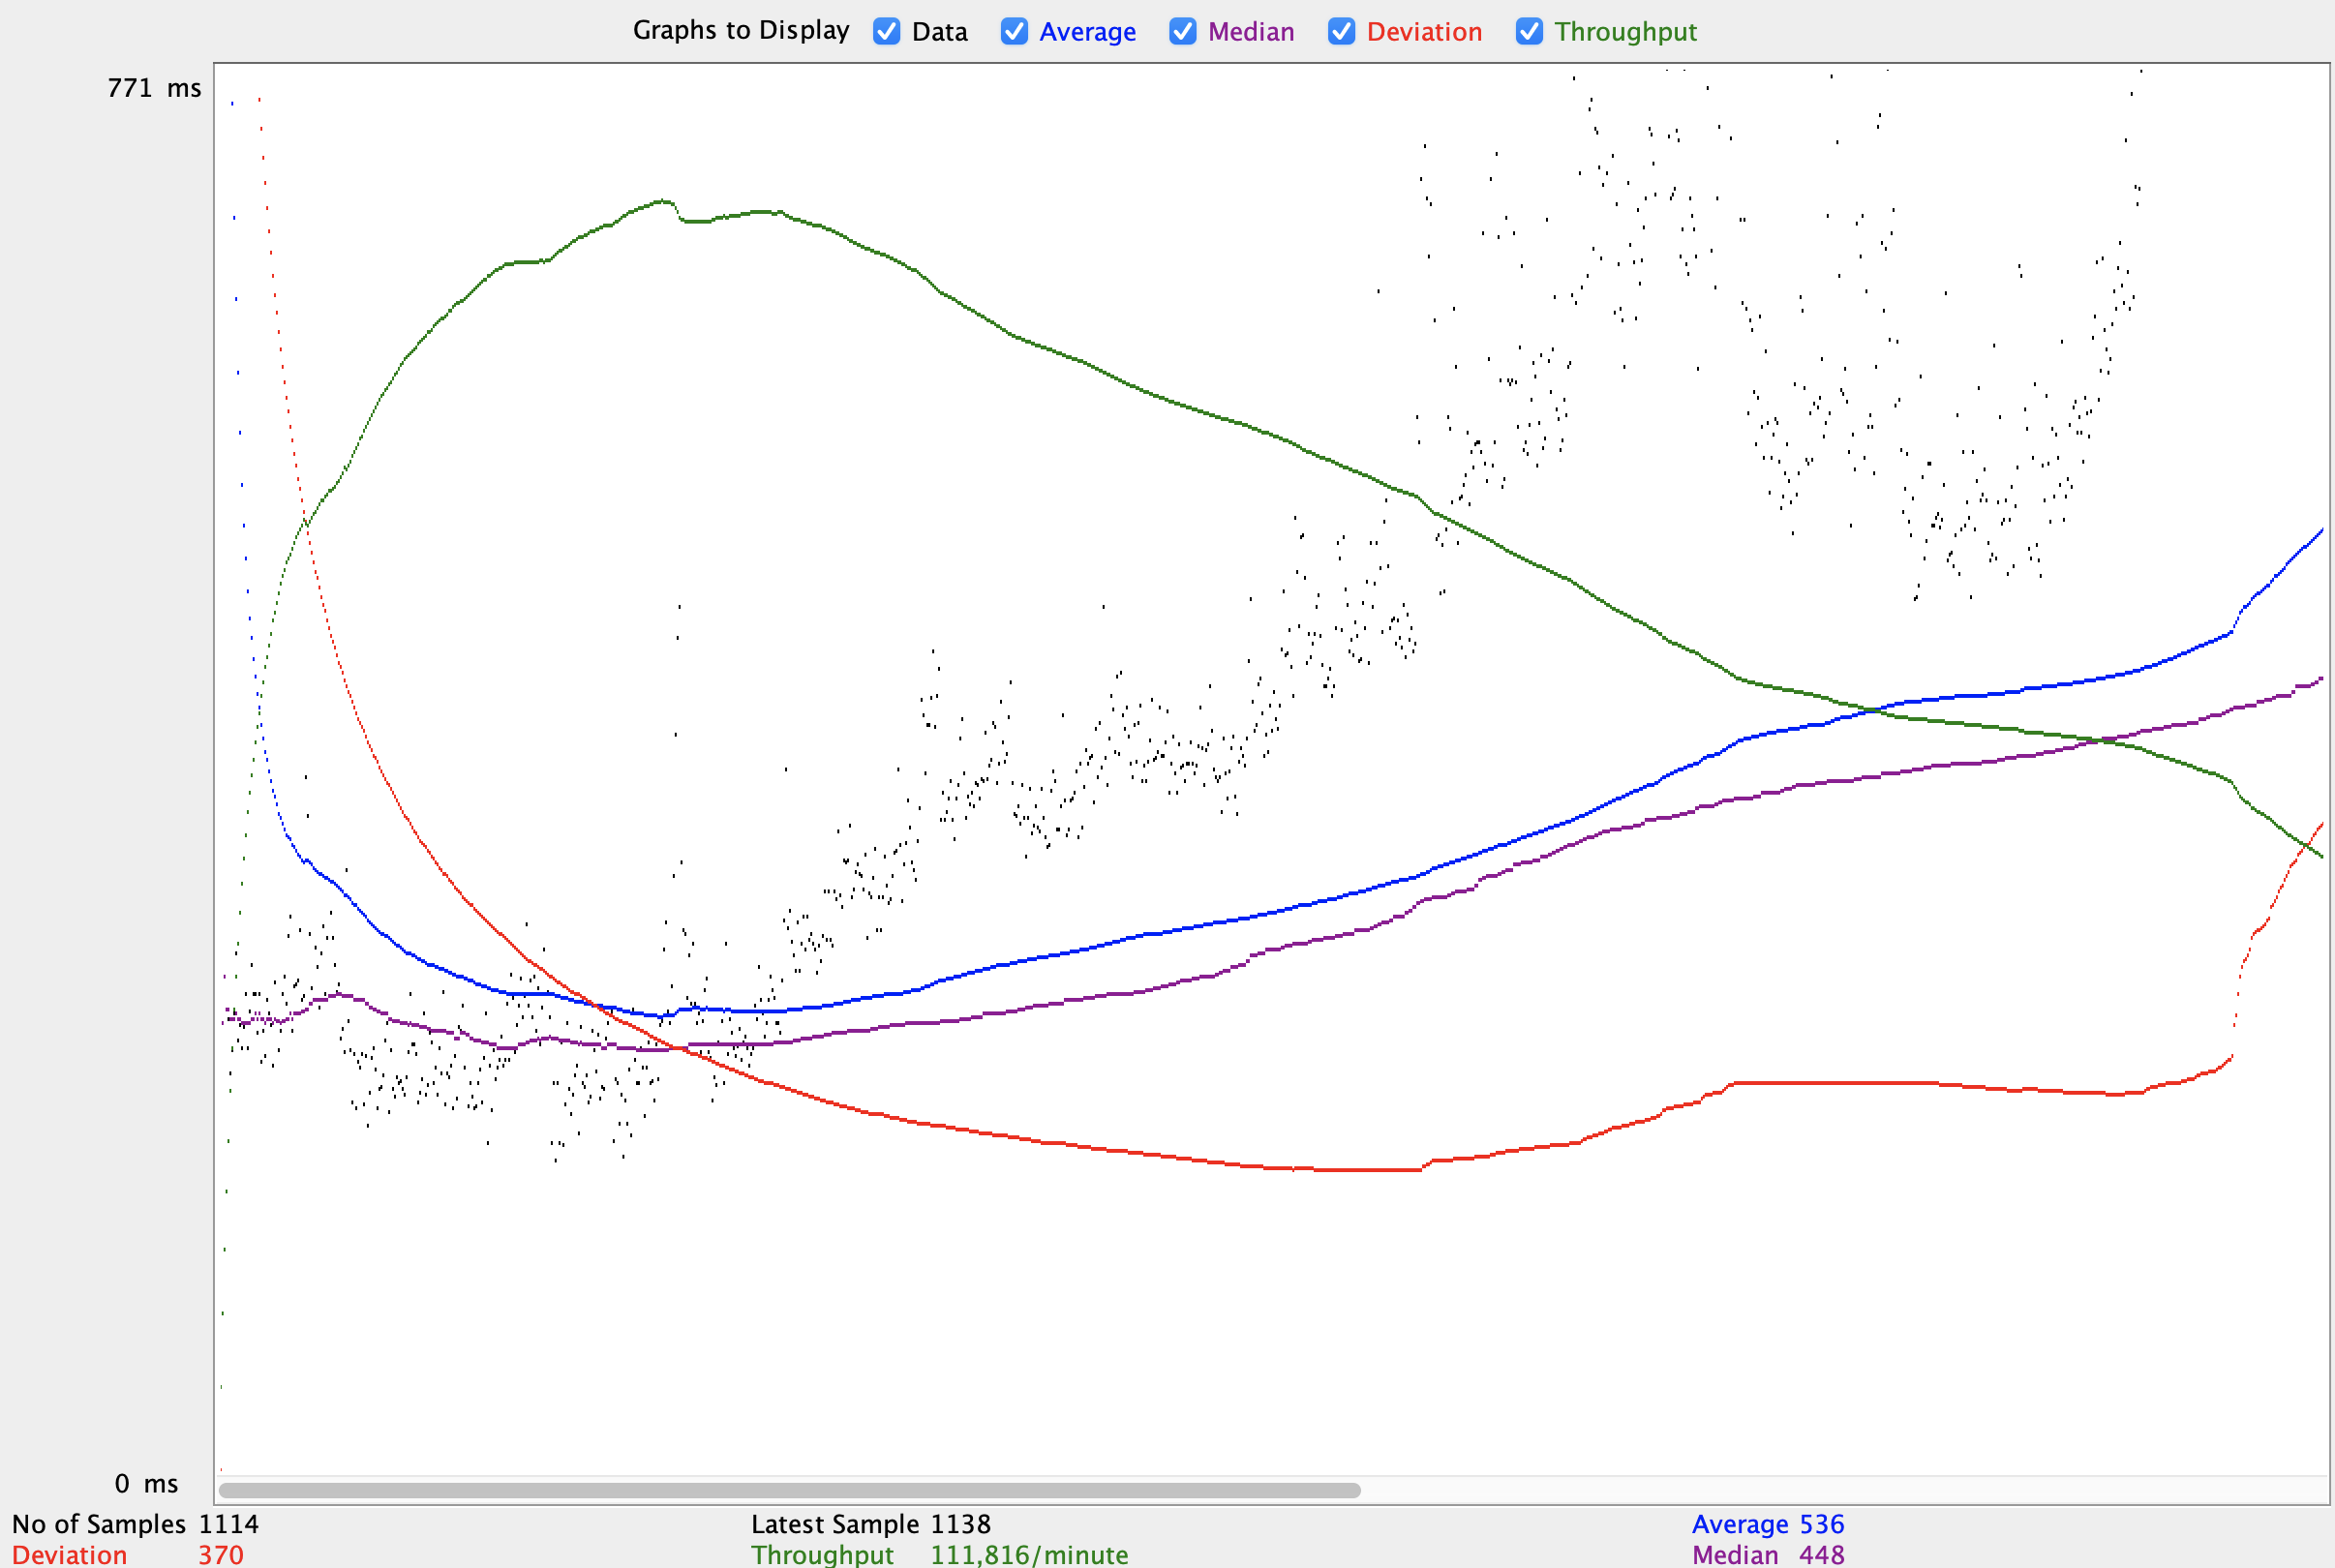 Graphs to Display Data Average Median Deviation Throughput
771 ms
0 ms
No of Samples 1114 Latest Sample 1138 Average 536
Deviation 370 Throughput 111,816/minute Median 448